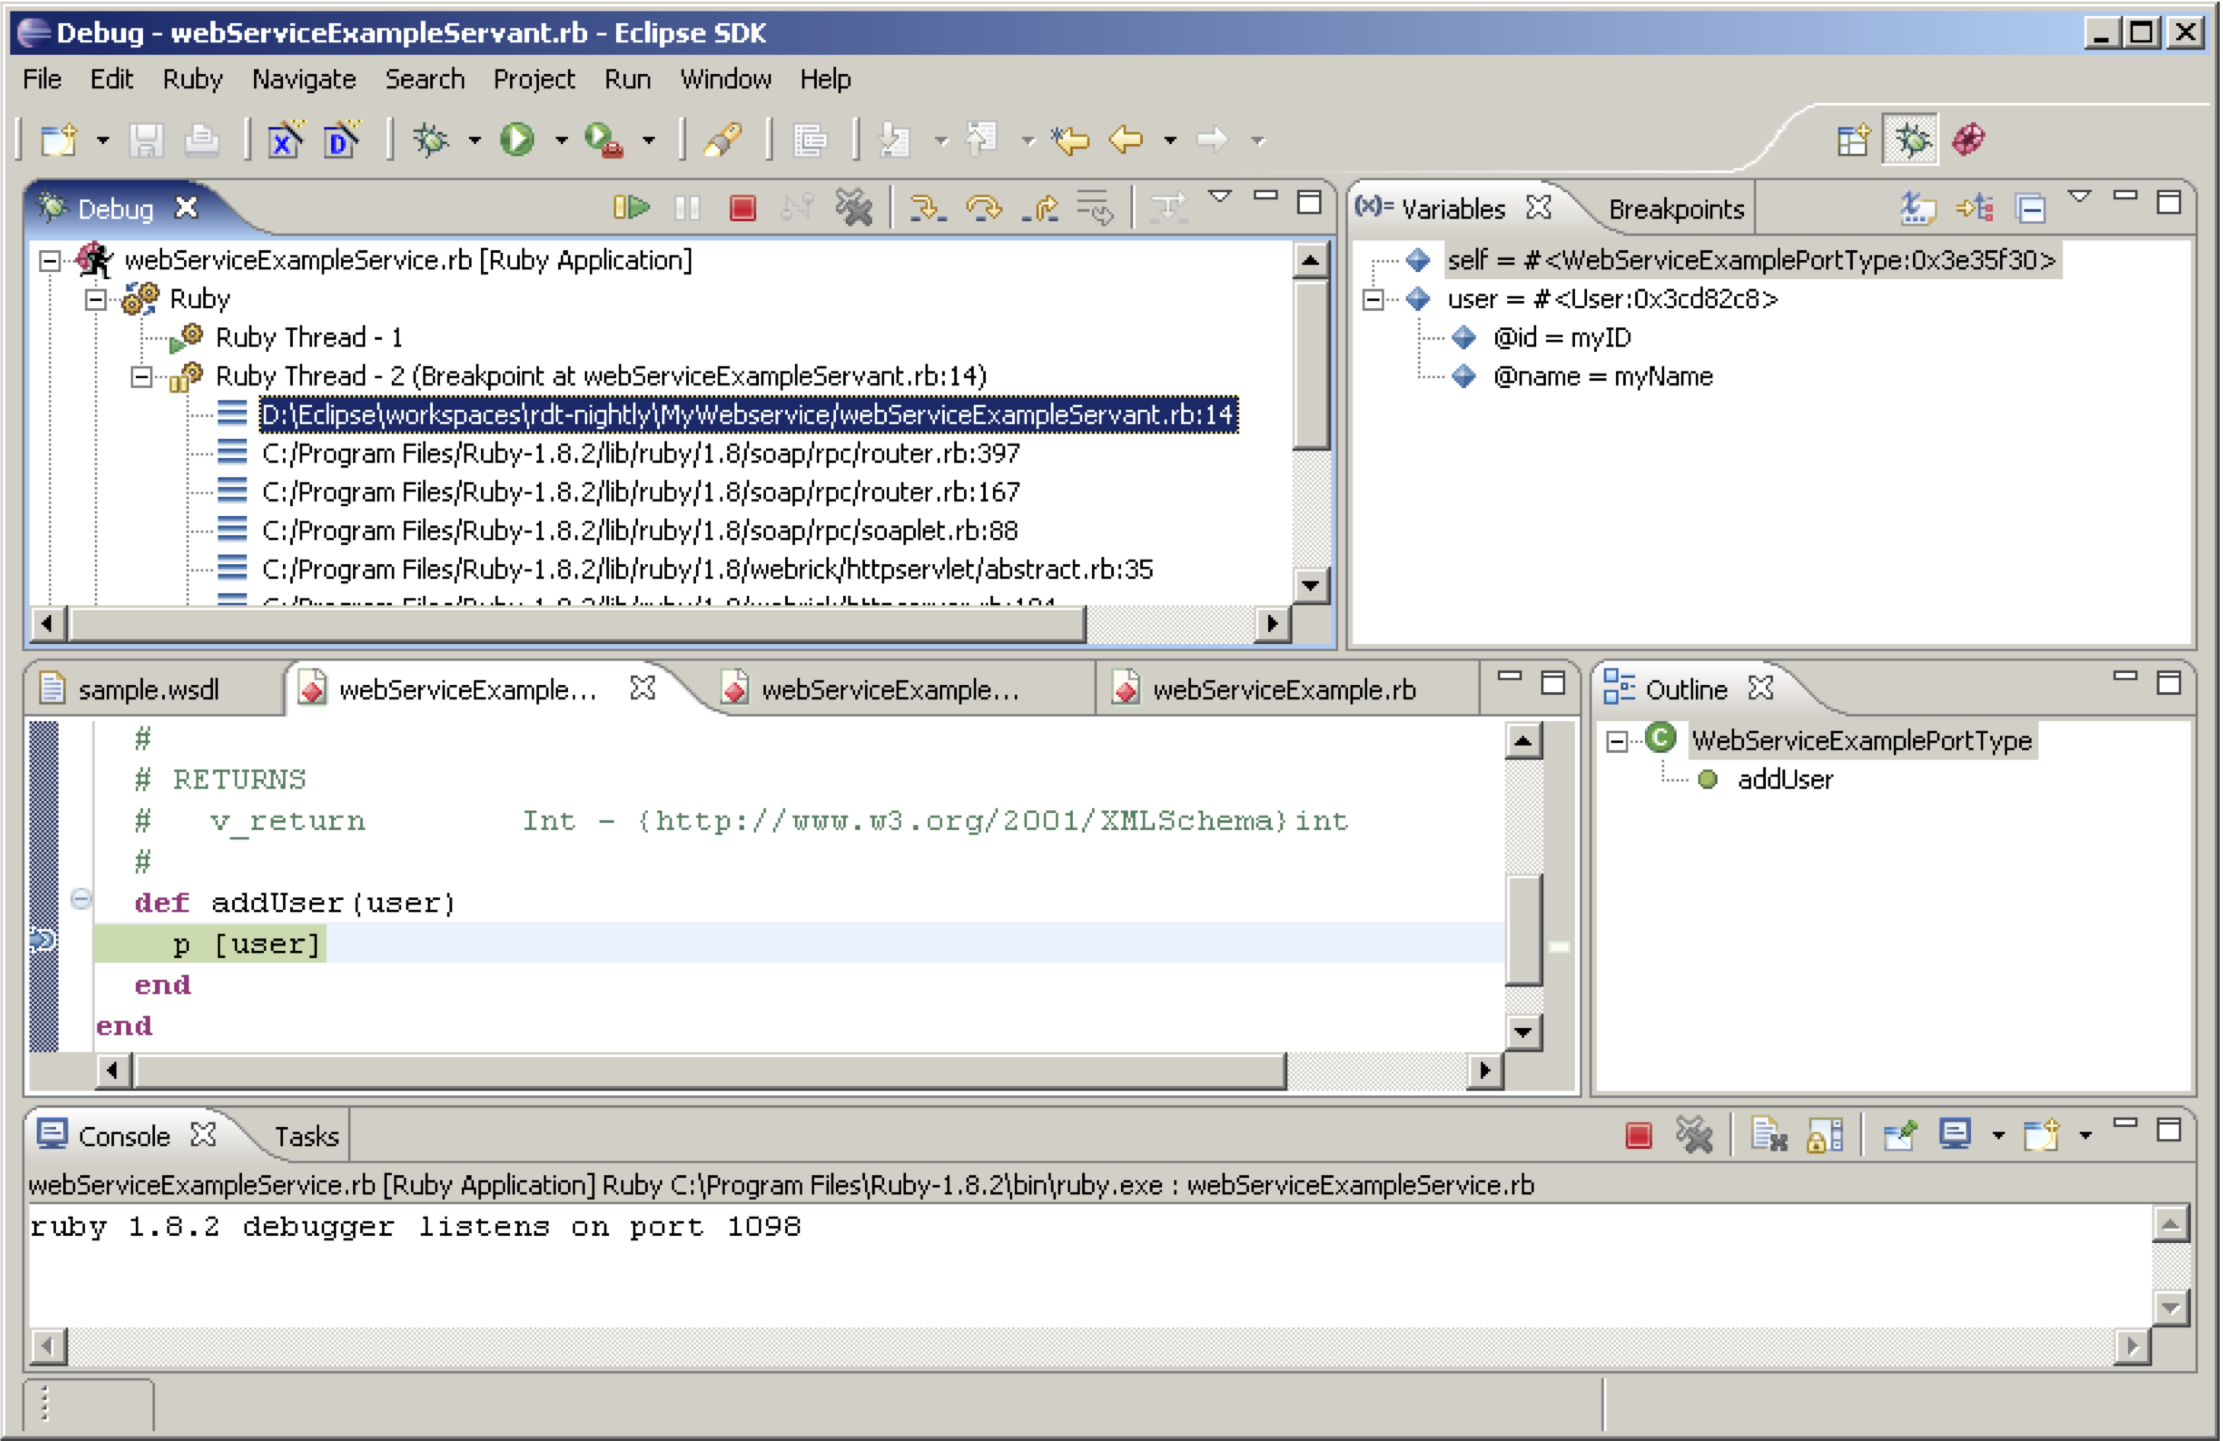 Debug - webServiceExampleServant.rb - Eclipse SDK
File Edit Ruby Navigate Search Project Run Window Help
Debug
webServiceExampleService.rb [Ruby Application]
Ruby
Ruby Thread - 1
Ruby Thread - 2 (Breakpoint at webServiceExampleServant.rb:14)
D:\Eclipse\workspaces\rdt-nightly\MyWebservice/webServiceExampleServant.rb:14
C:/Program Files/Ruby-1.8.2/lib/ruby/1.8/soap/rpc/router.rb:397
C:/Program Files/Ruby-1.8.2/lib/ruby/1.8/soap/rpc/router.rb:167
C:/Program Files/Ruby-1.8.2/lib/ruby/1.8/soap/rpc/soaplet.rb:88
C:/Program Files/Ruby-1.8.2/lib/ruby/1.8/webrick/httpservlet/abstract.rb:35
(x)= Variables Breakpoints
self = #<WebServiceExamplePortType:0x3e35f30>
user = #<User:0x3cd82c8>
@id = myID
@name = myName
sample.wsdl webServiceExample... webServiceExample... webServiceExample.rb
#
# RETURNS
# v_return Int - {http://www.w3.org/2001/XMLSchema}int
#
def addUser(user)
p [user]
end
end
Outline
WebServiceExamplePortType
addUser
Console Tasks
webServiceExampleService.rb [Ruby Application] Ruby C:\Program Files\Ruby-1.8.2\bin\ruby.exe : webServiceExampleService.rb
ruby 1.8.2 debugger listens on port 1098